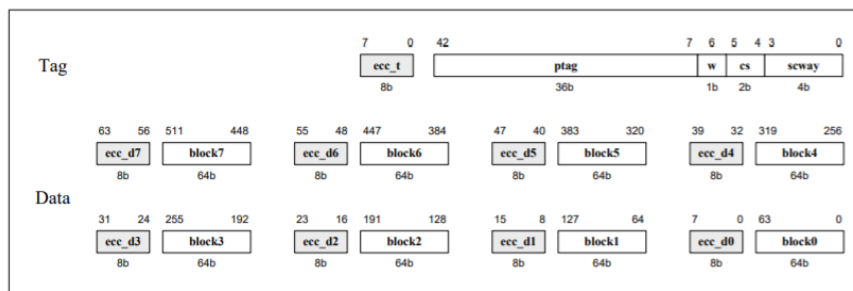 7 0 42 7 6 5 4 3 0
Tag ecc_t ptag w cs scway
8b 36b 1b 2b 4b
63 56 511 448 55 48 447 384 47 40 383 320 39 32 319 256
ecc_d7 block7 ecc_d6 block6 ecc_d5 block5 ecc_d4 block4
8b 64b 8b 64b 8b 64b 8b 64b
Data
31 24 255 192 23 16 191 128 15 8 127 64 7 0 63 0
ecc_d3 block3 ecc_d2 block2 ecc_d1 block1 ecc_d0 block0
8b 64b 8b 64b 8b 64b 8b 64b